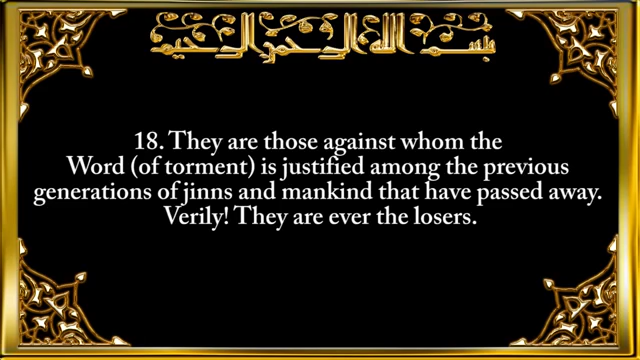 بسم الله الرحمن الرحيم
18. They are those against whom the
Word (of torment) is justified among the previous
generations of jinns and mankind that have passed away.
Verily! They are ever the losers.